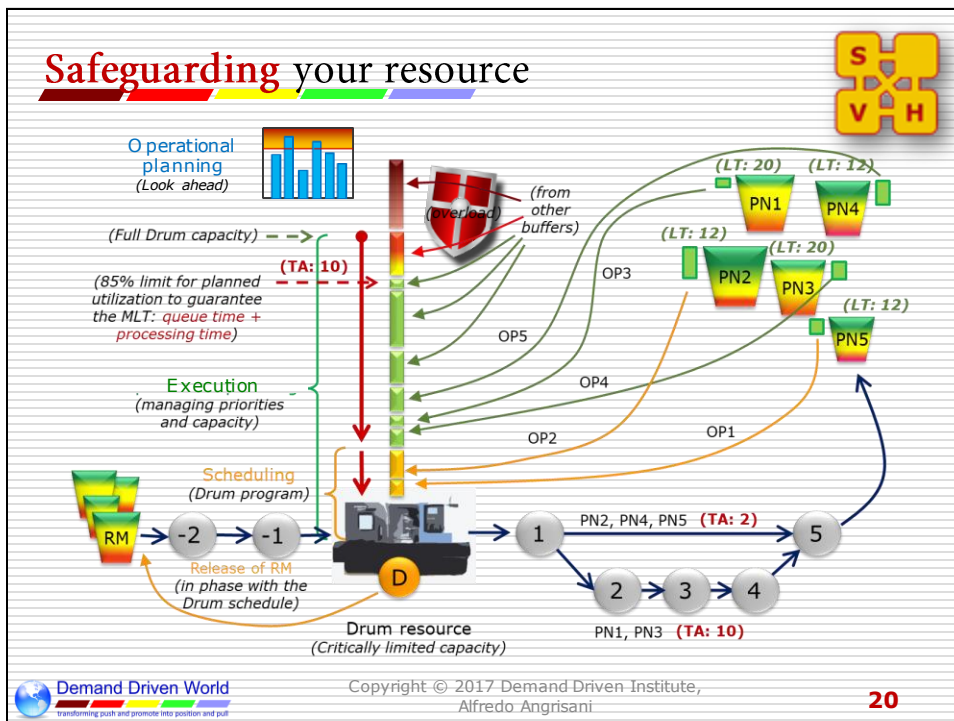 Safeguarding your resource
S
V H
Operational
planning
(Look ahead)
(overload)
(from
other
buffers)
(LT: 20) (LT: 12)
PN1 PN4
(Full Drum capacity)
(TA: 10)
(LT: 12)
(LT: 20)
OP3
PN2 PN3
(85% limit for planned
utilization to guarantee
the MLT: queue time +
processing time)
(LT: 12)
OP5
PN5
Execution
(managing priorities
and capacity)
OP4
OP2
OP1
Scheduling
(Drum program)
RM
-2
-1
1
PN2, PN4, PN5 (TA: 2)
5
Release of RM
(in phase with the
Drum schedule)
D
2
3
4
Drum resource
(Critically limited capacity)
PN1, PN3 (TA: 10)
Demand Driven World
transforming push and promote into position and pull
Copyright © 2017 Demand Driven Institute,
Alfredo Angrisani
20